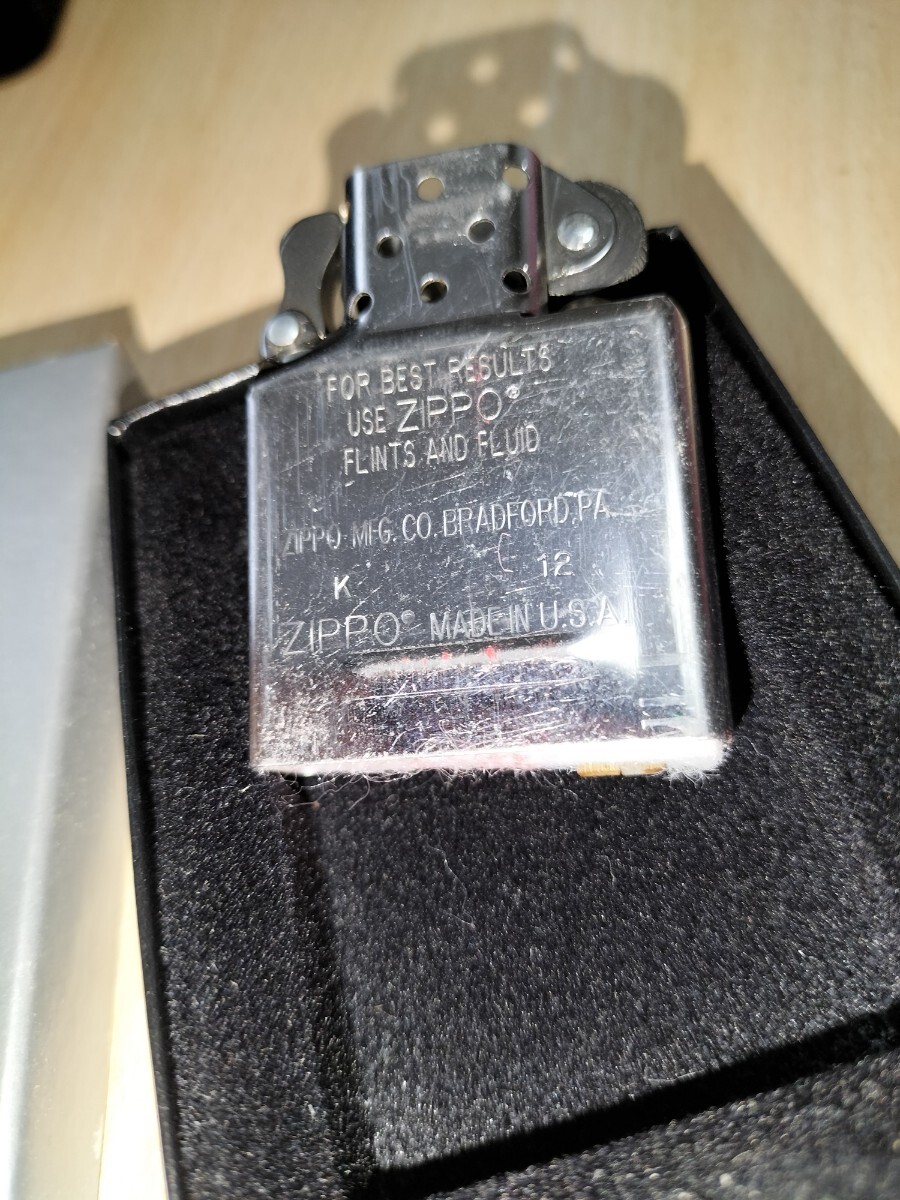 FOR BEST RESULTS
USE ZIPPO®
FLINTS AND FLUID
ZIPPO MFG. CO. BRADFORD, PA.
K 12
ZIPPO® MADE IN U.S.A.